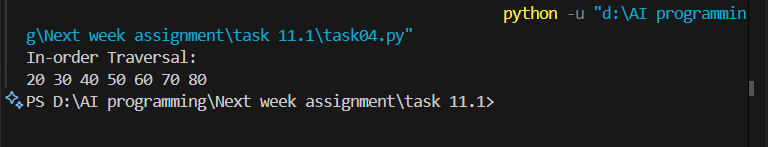 python -u "d:\AI programmin
g\Next week assignment\task 11.1\task04.py"
In-order Traversal:
20 30 40 50 60 70 80
PS D:\AI programming\Next week assignment\task 11.1>